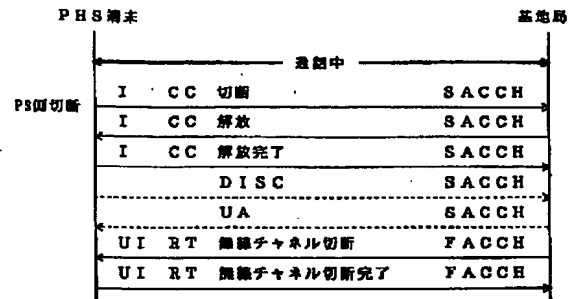 PHS端末 基地局
通話中
I CC 切断 SACCH
PS側切断
I CC 解放 SACCH
I CC 解放完了 SACCH
DISC SACCH
UA SACCH
UI RT 無線チャネル切断 FACCH
UI RT 無線チャネル切断完了 FACCH